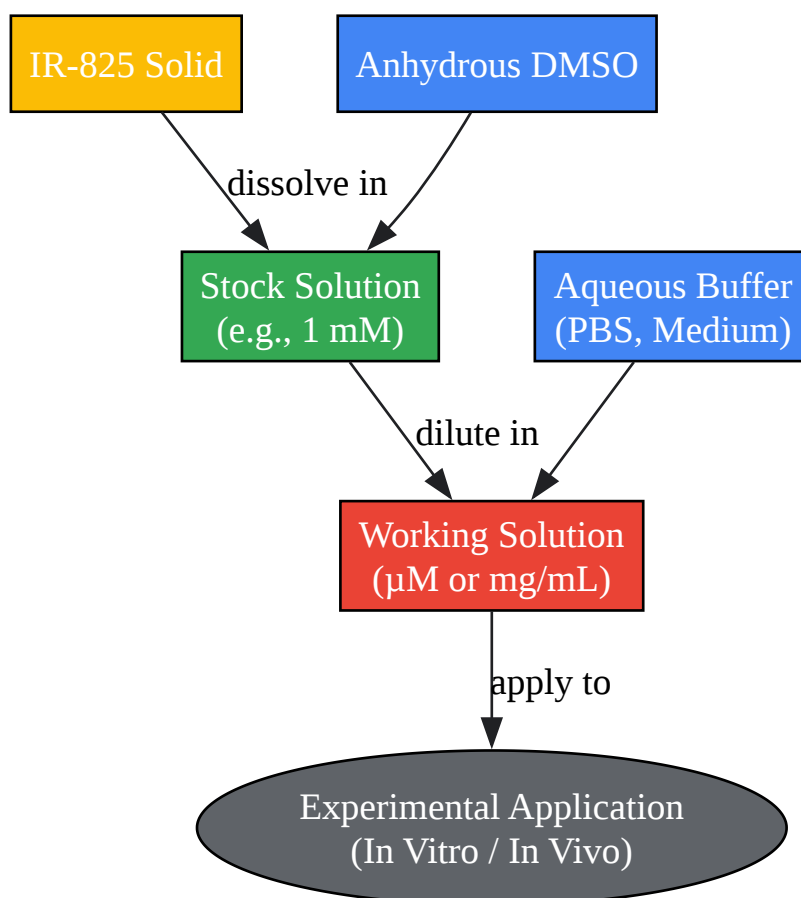 IR-825 Solid
Anhydrous DMSO
dissolve in
Stock Solution
(e.g., 1 mM)
Aqueous Buffer
(PBS, Medium)
dilute in
Working Solution
(µM or mg/mL)
apply to
Experimental Application
(In Vitro / In Vivo)